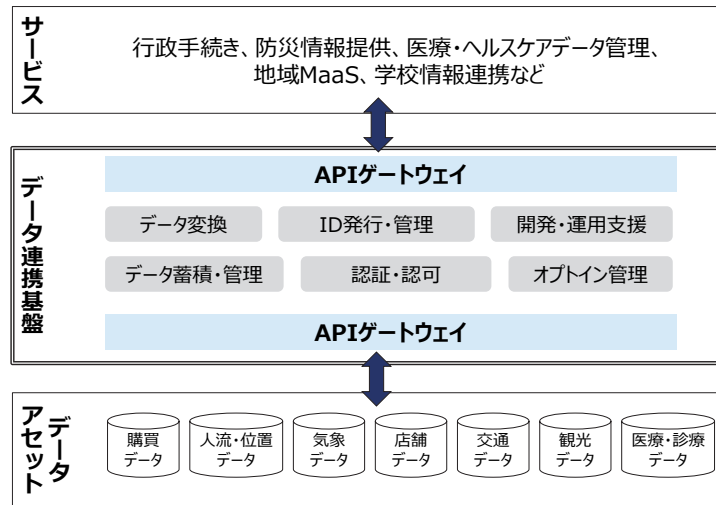 サービス
行政手続き、防災情報提供、医療・ヘルスケアデータ管理、
地域MaaS、学校情報連携など
データ連携基盤
APIゲートウェイ
データ変換
ID発行・管理
開発・運用支援
データ蓄積・管理
認証・認可
オプトイン管理
APIゲートウェイ
データ
アセット
購買
データ
人流・位置
データ
気象
データ
店舗
データ
交通
データ
観光
データ
医療・診療
データ